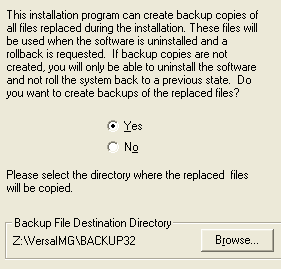 This installation program can create backup copies of
all files replaced during the installation. These files will
be used when the software is uninstalled and a
rollback is requested. If backup copies are not
created, you will only be able to uninstall the software
and not roll the system back to a previous state. Do
you want to create backups of the replaced files?
Yes
No
Please select the directory where the replaced files
will be copied.
Backup File Destination Directory
Z:\VersaIMG\BACKUP32
Browse...